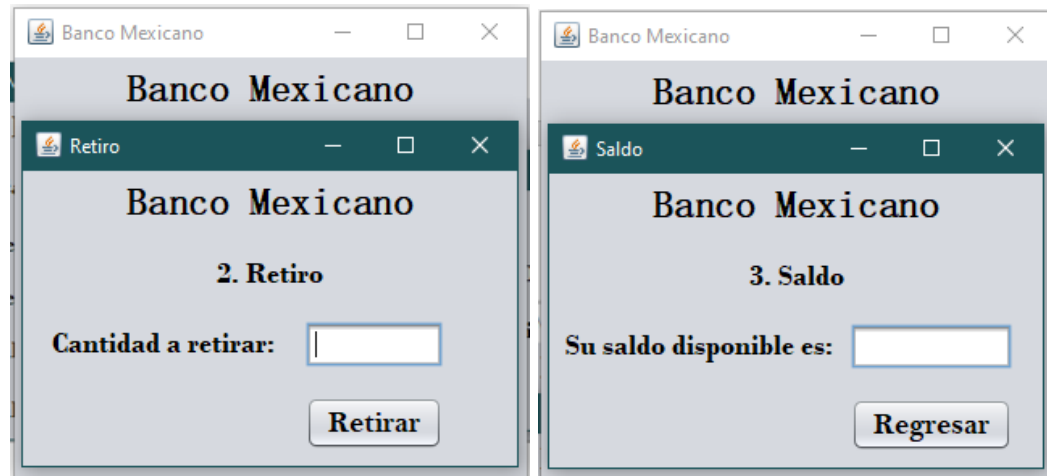 Banco Mexicano
Banco Mexicano
Retiro
Banco Mexicano
2. Retiro
Cantidad a retirar:
Retirar
Banco Mexicano
Banco Mexicano
Saldo
Banco Mexicano
3. Saldo
Su saldo disponible es:
Regresar